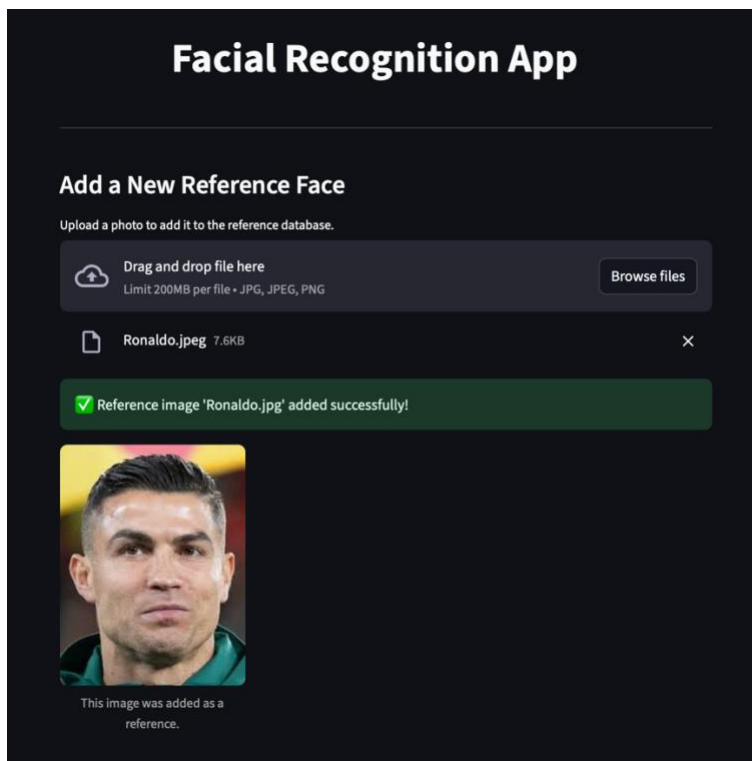 Facial Recognition App
Add a New Reference Face
Upload a photo to add it to the reference database.
Drag and drop file here
Limit 200MB per file • JPG, JPEG, PNG
Browse files
Ronaldo.jpeg 7.6KB
✅ Reference image 'Ronaldo.jpg' added successfully!
This image was added as a
reference.